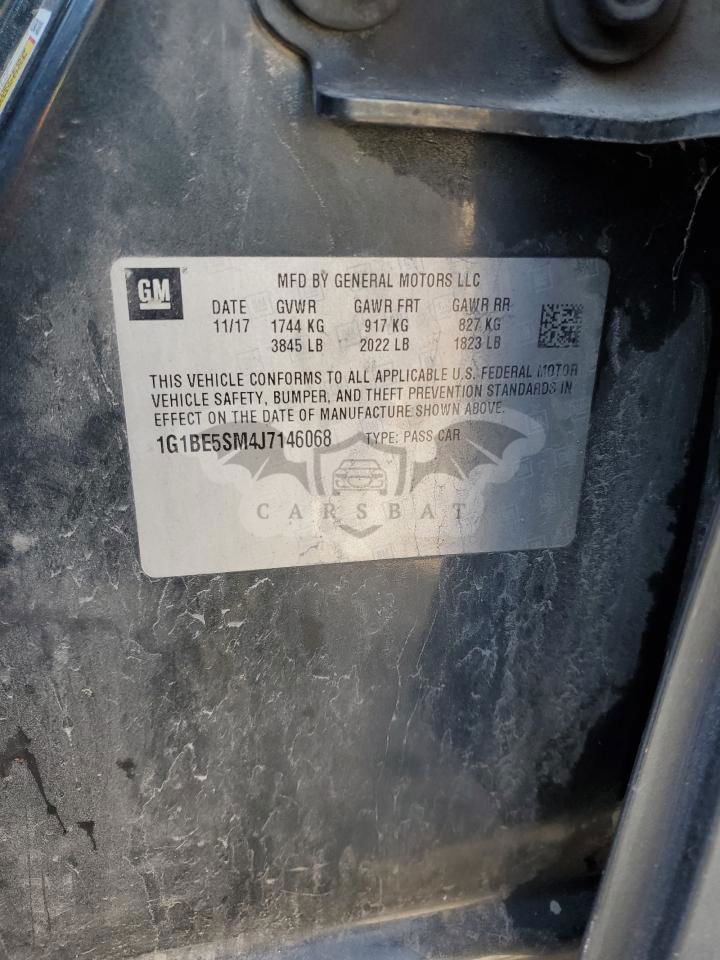 GM
MFD BY GENERAL MOTORS LLC
DATE GVWR GAWR FRT GAWR RR
11/17 1744 KG 917 KG 827 KG
3845 LB 2022 LB 1823 LB
THIS VEHICLE CONFORMS TO ALL APPLICABLE U.S. FEDERAL MOTOR
VEHICLE SAFETY, BUMPER, AND THEFT PREVENTION STANDARDS IN
EFFECT ON THE DATE OF MANUFACTURE SHOWN ABOVE.
1G1BE5SM4J7146068 TYPE: PASS CAR
CARSBAT